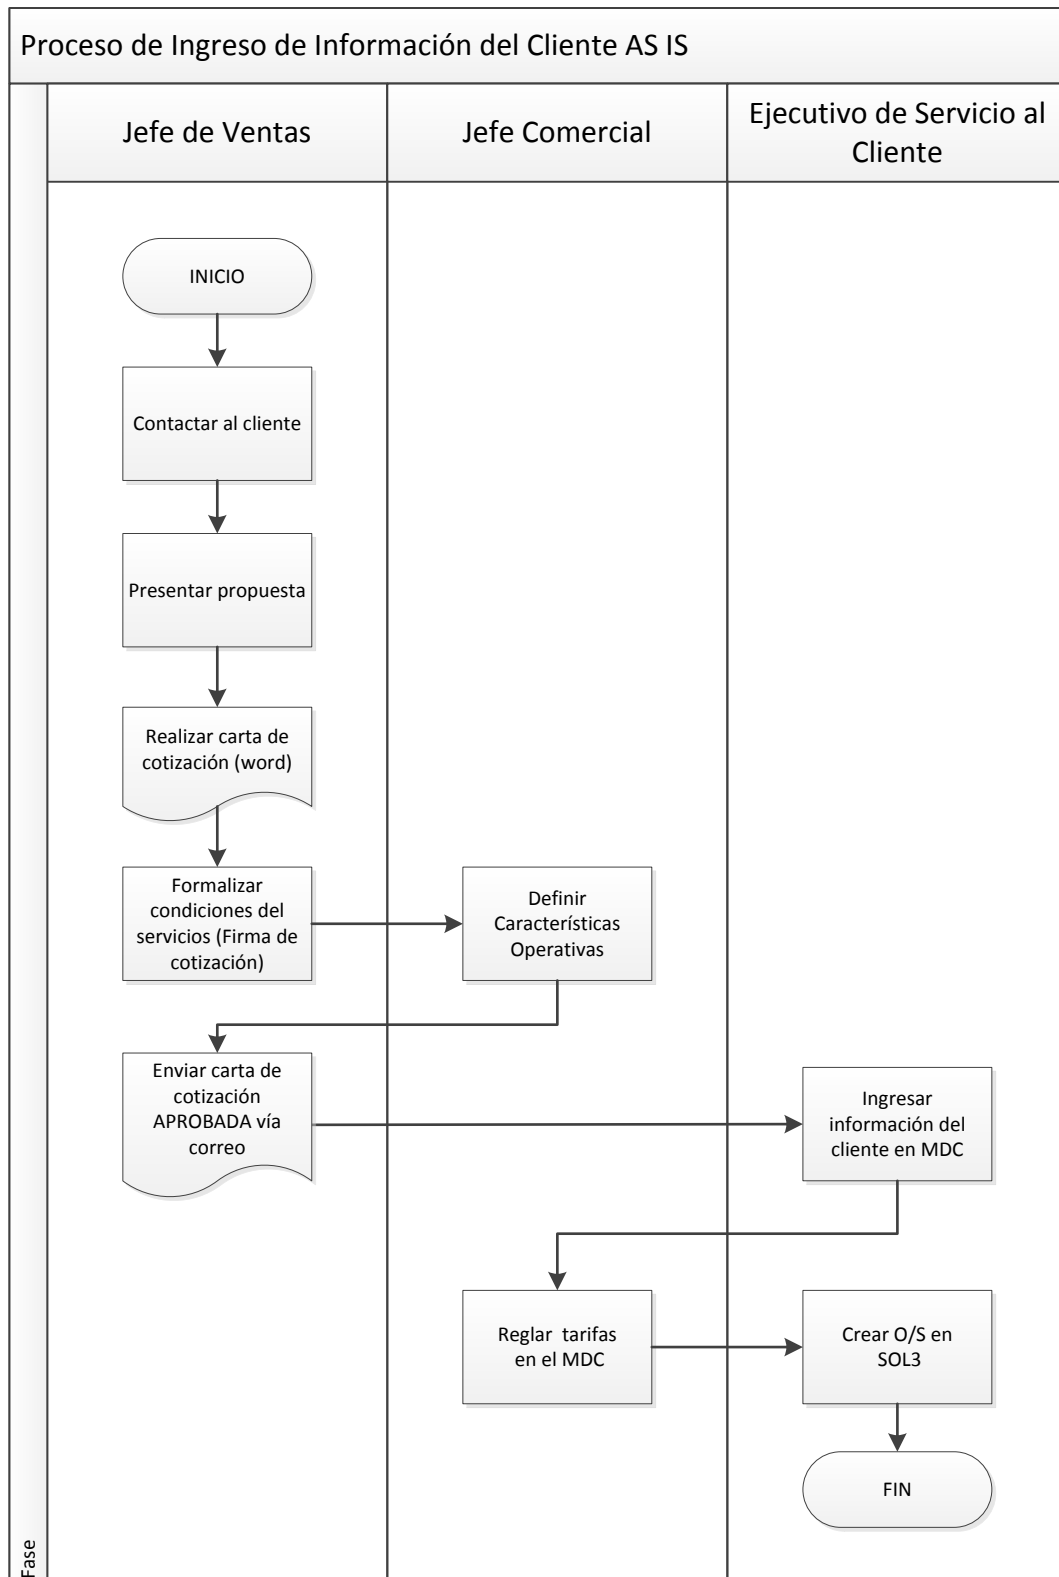 Proceso de Ingreso de Información del Cliente AS IS
Jefe de Ventas
Jefe Comercial
Ejecutivo de Servicio al
Cliente
INICIO
Contactar al cliente
Presentar propuesta
Realizar carta de
cotización (word)
Formalizar
condiciones del
servicios (Firma de
cotización)
Definir
Característícas
Operativas
Enviar carta de
cotización
APROBADA vía
correo
Ingresar
información del
cliente en MDC
Reglar tarifas
en el MDC
Crear O/S en
SOL3
FIN
Fase